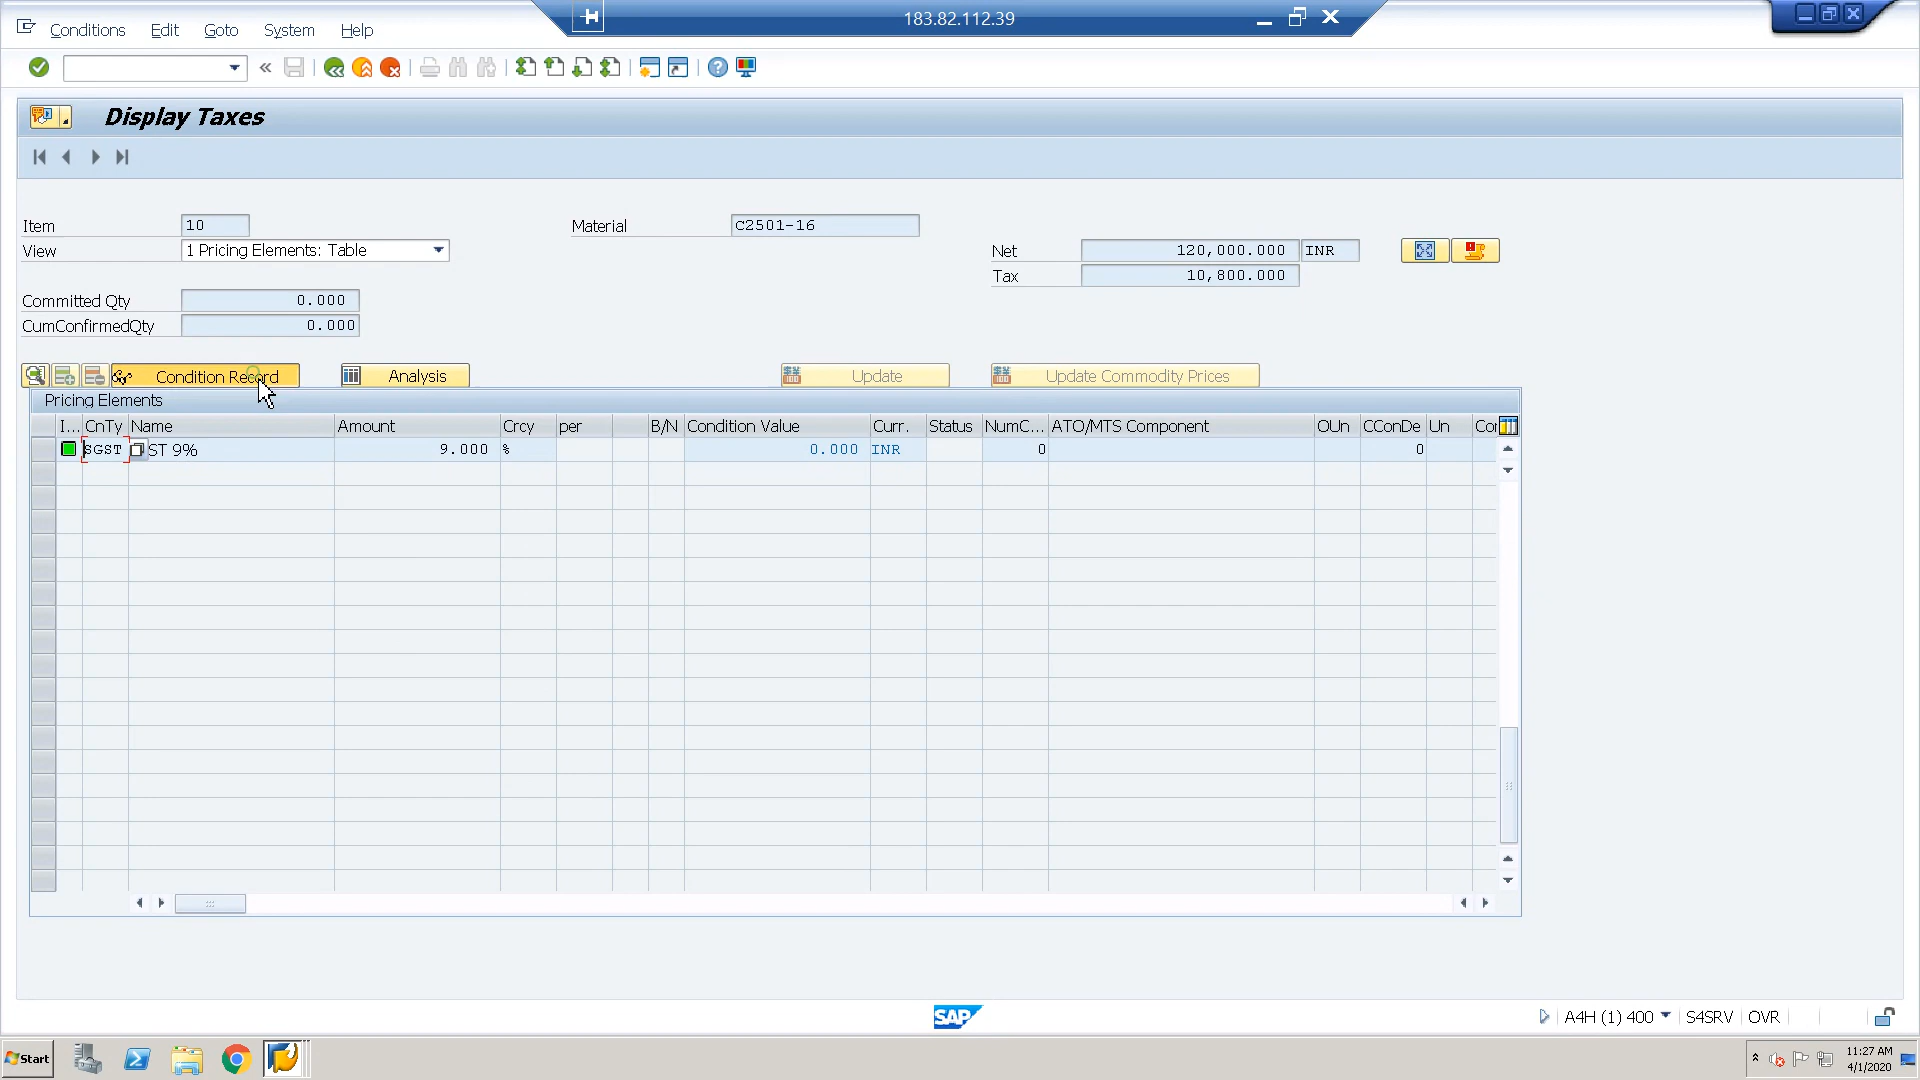 183.82.112.39
Conditions Edit Goto System Help
Display Taxes
Item 10 Material C2501-16
View 1 Pricing Elements: Table Net 120,000.000 INR
Tax 10,800.000
Committed Qty 0.000
CumConfirmedQty 0.000
Condition Record Analysis Update Update Commodity Prices
Pricing Elements
I... CnTy Name Amount Crcy per B/N Condition Value Curr. Status NumC... ATO/MTS Component OUn CConDe Un Cor
SGST ST 9% 9.000 % 0.000 INR 0 0
SAP A4H (1) 400 S4SRV OVR
Start 11:27 AM
4/1/2020